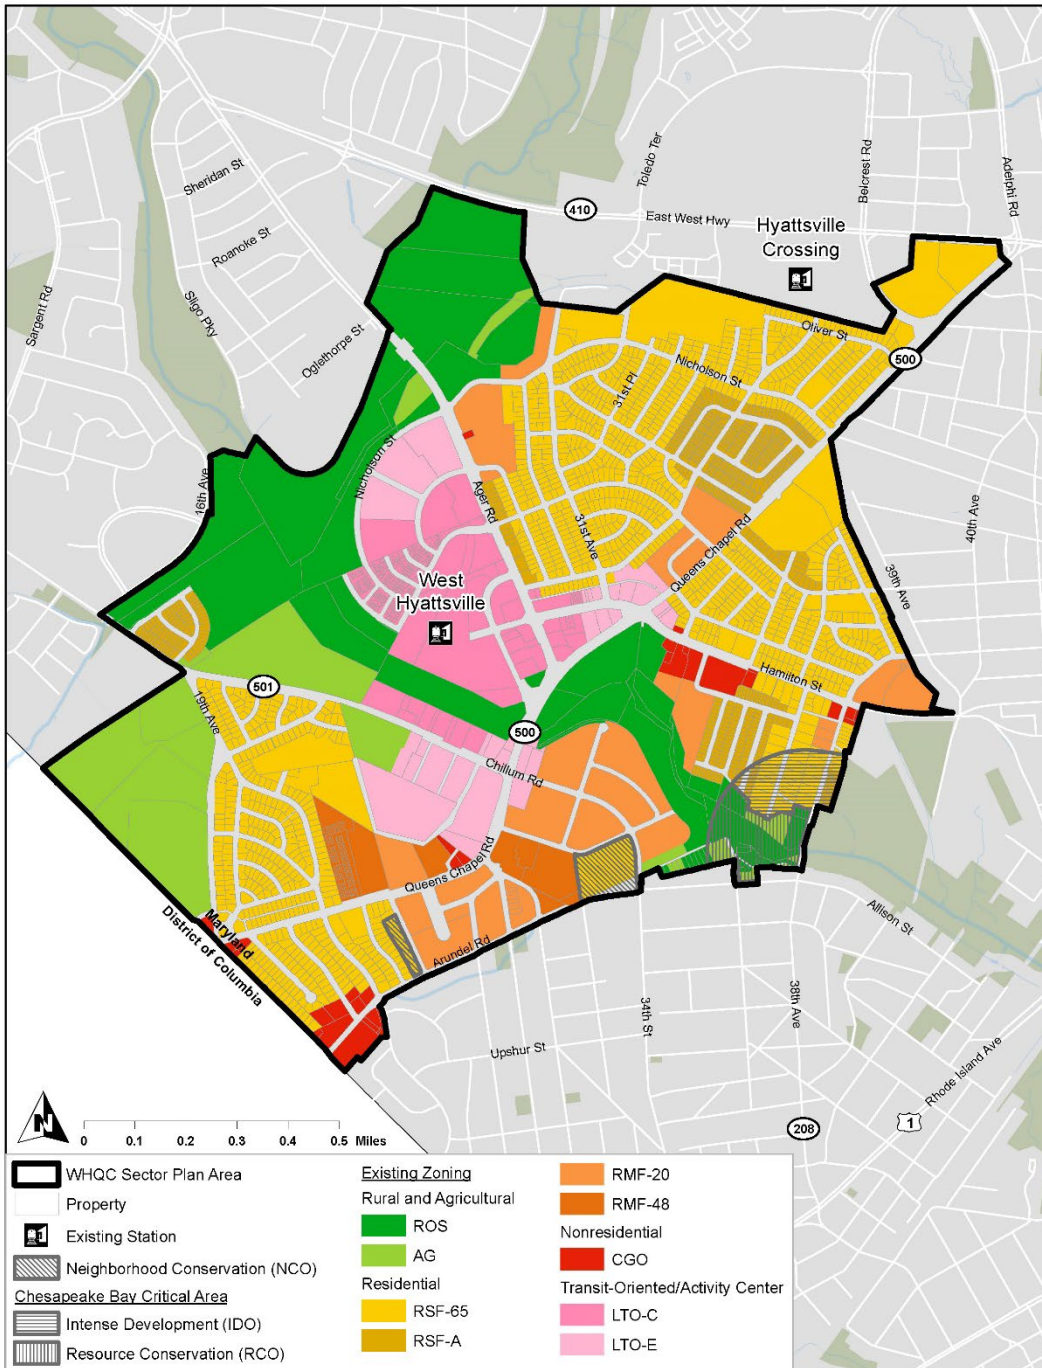 Sheridan St
Roanoke St
Sligo Pky
Sargent Rd
Oglethorpe St
Toledo Ter
Belcrest Rd
Adelphi Rd
410
East West Hwy
Hyattsville
Crossing
Oliver St
500
Nicholson St
31st Pl
Nicholson St
16th Ave
Ager Rd
31st Ave
Queens Chapel Rd
40th Ave
39th Ave
West
Hyattsville
Hamilton St
501
19th Ave
500
Chillum Rd
Queens Chapel Rd
Arundel Rd
Maryland
District of Columbia
Allison St
34th St
38th Ave
Upshur St
Rhode Island Ave
208
1
N
0 0.1 0.2 0.3 0.4 0.5 Miles
WHQC Sector Plan Area
Property
Existing Station
Neighborhood Conservation (NCO)
Chesapeake Bay Critical Area
Intense Development (IDO)
Resource Conservation (RCO)
Existing Zoning
Rural and Agricultural
ROS
AG
Residential
RSF-65
RSF-A
RMF-20
RMF-48
Nonresidential
CGO
Transit-Oriented/Activity Center
LTO-C
LTO-E